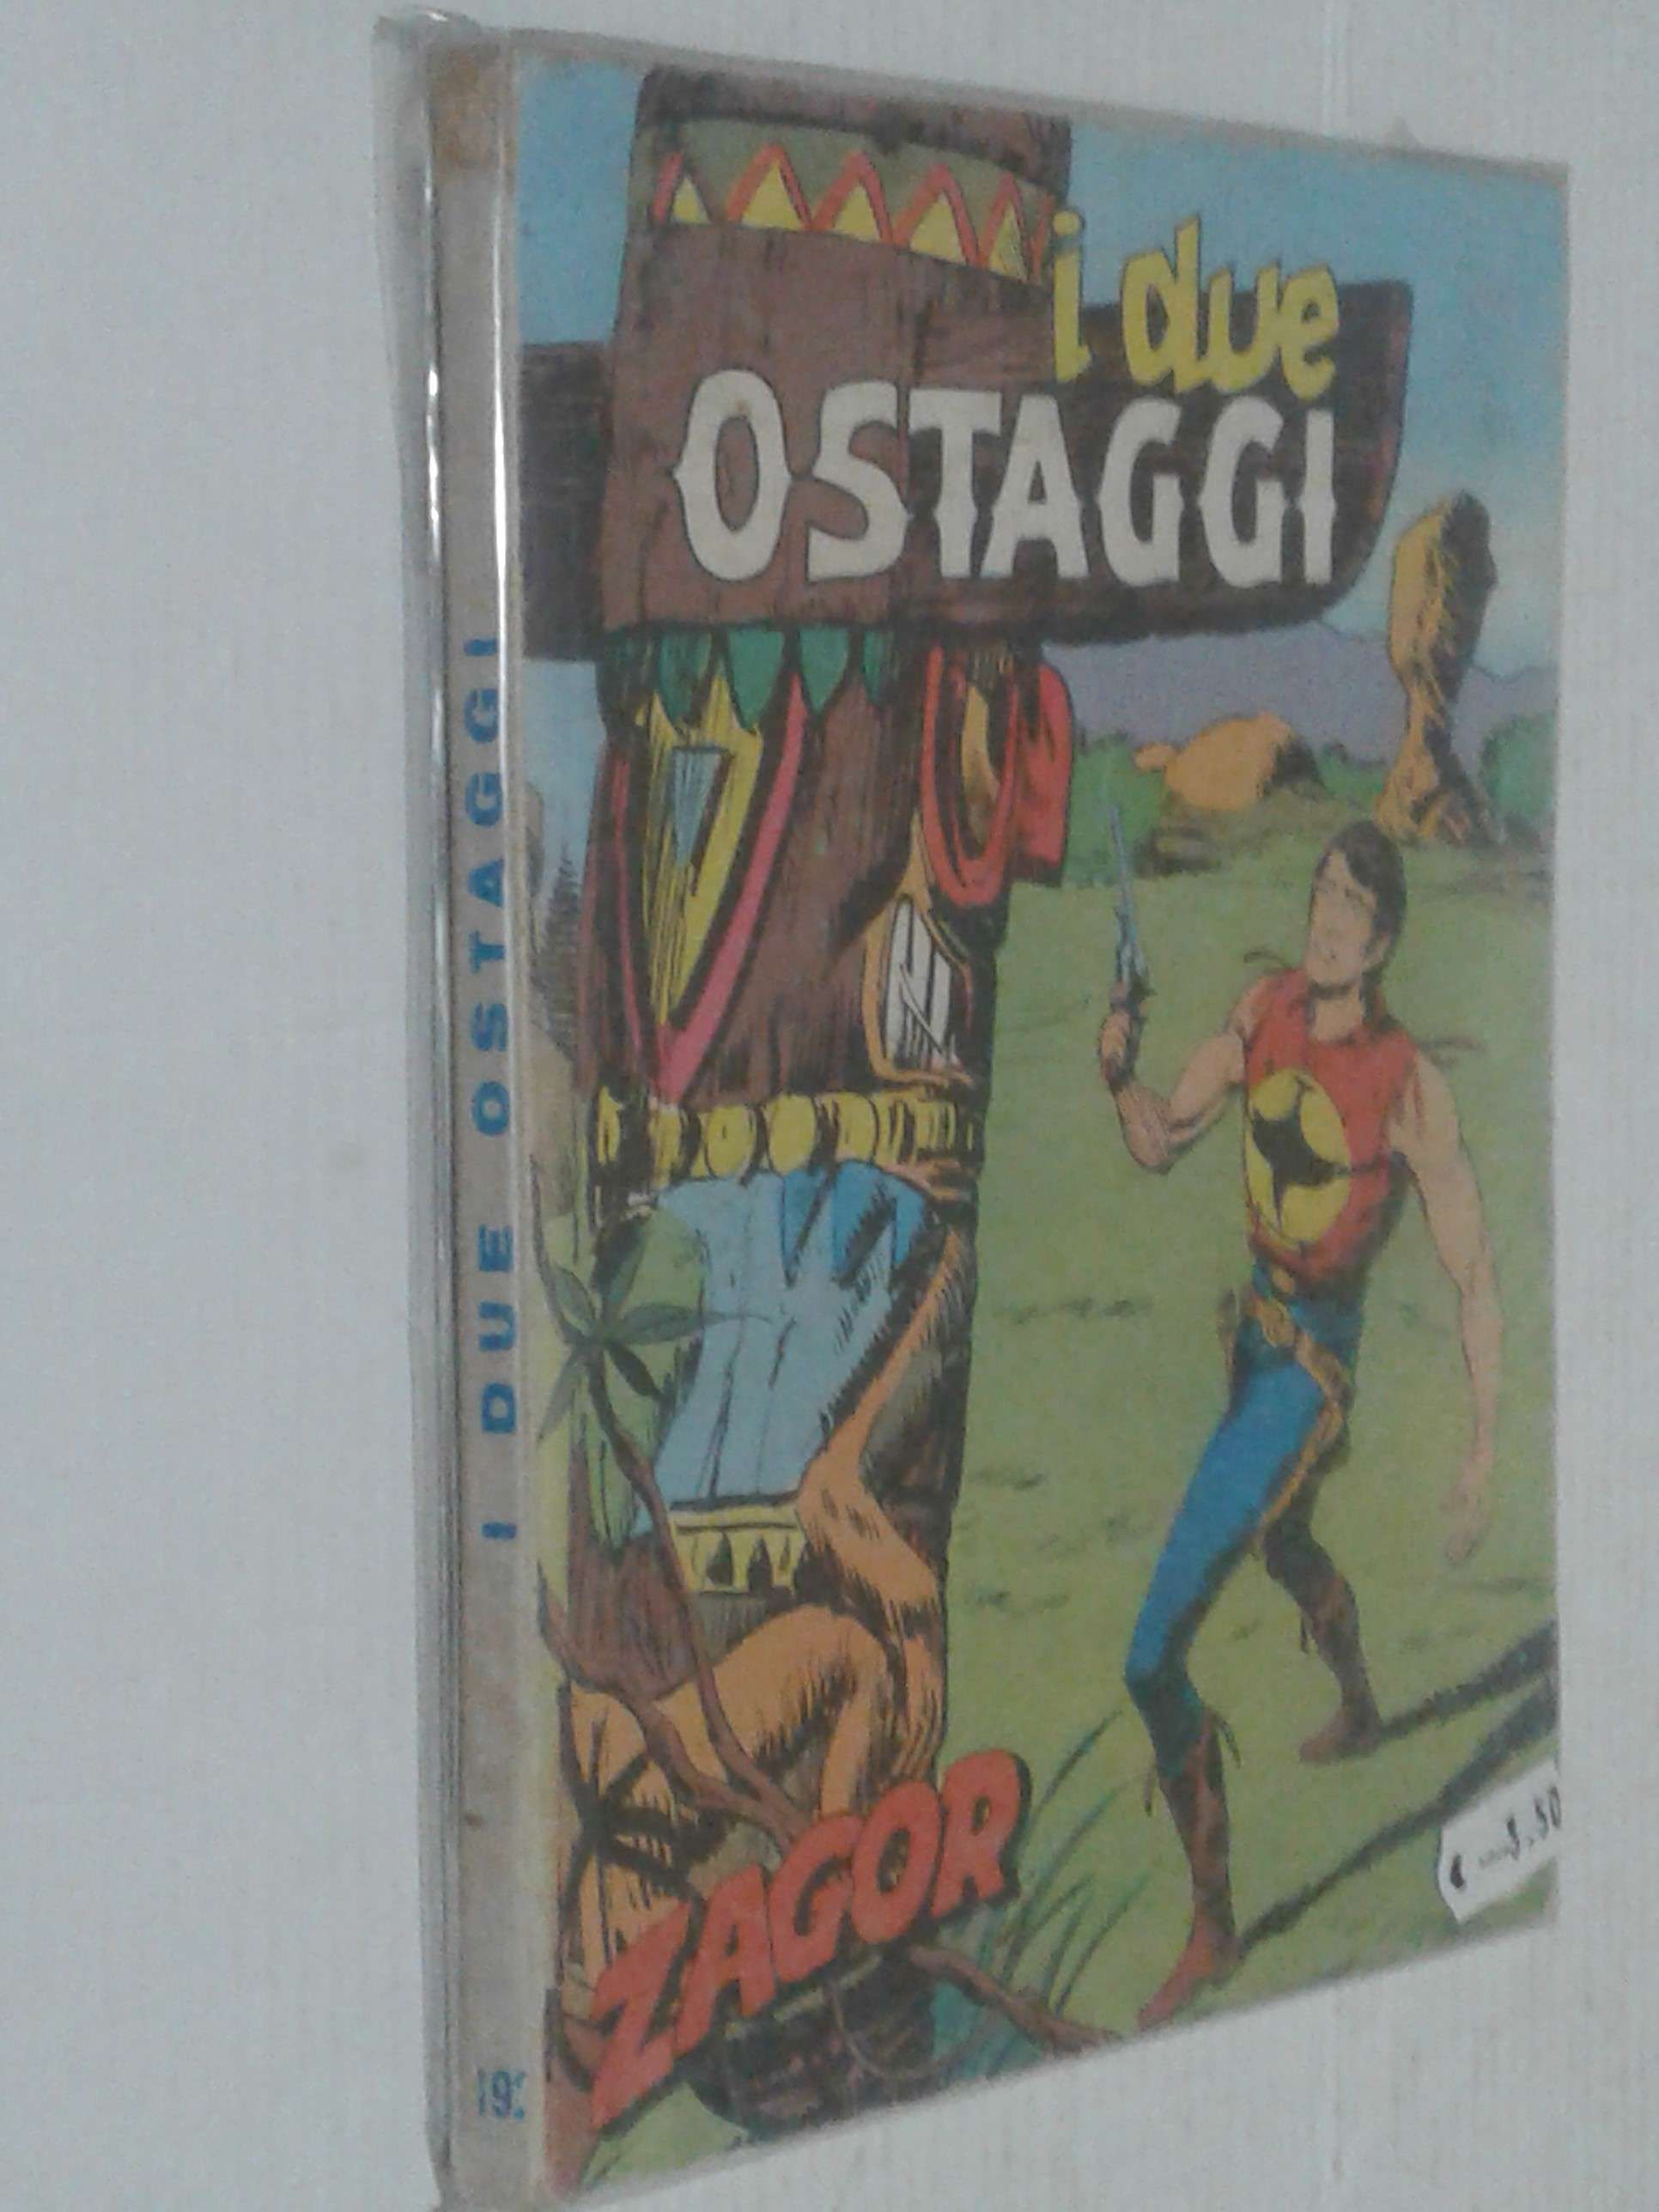 i due
OSTAGGI
ZAGOR
I DUE OSTAGGI